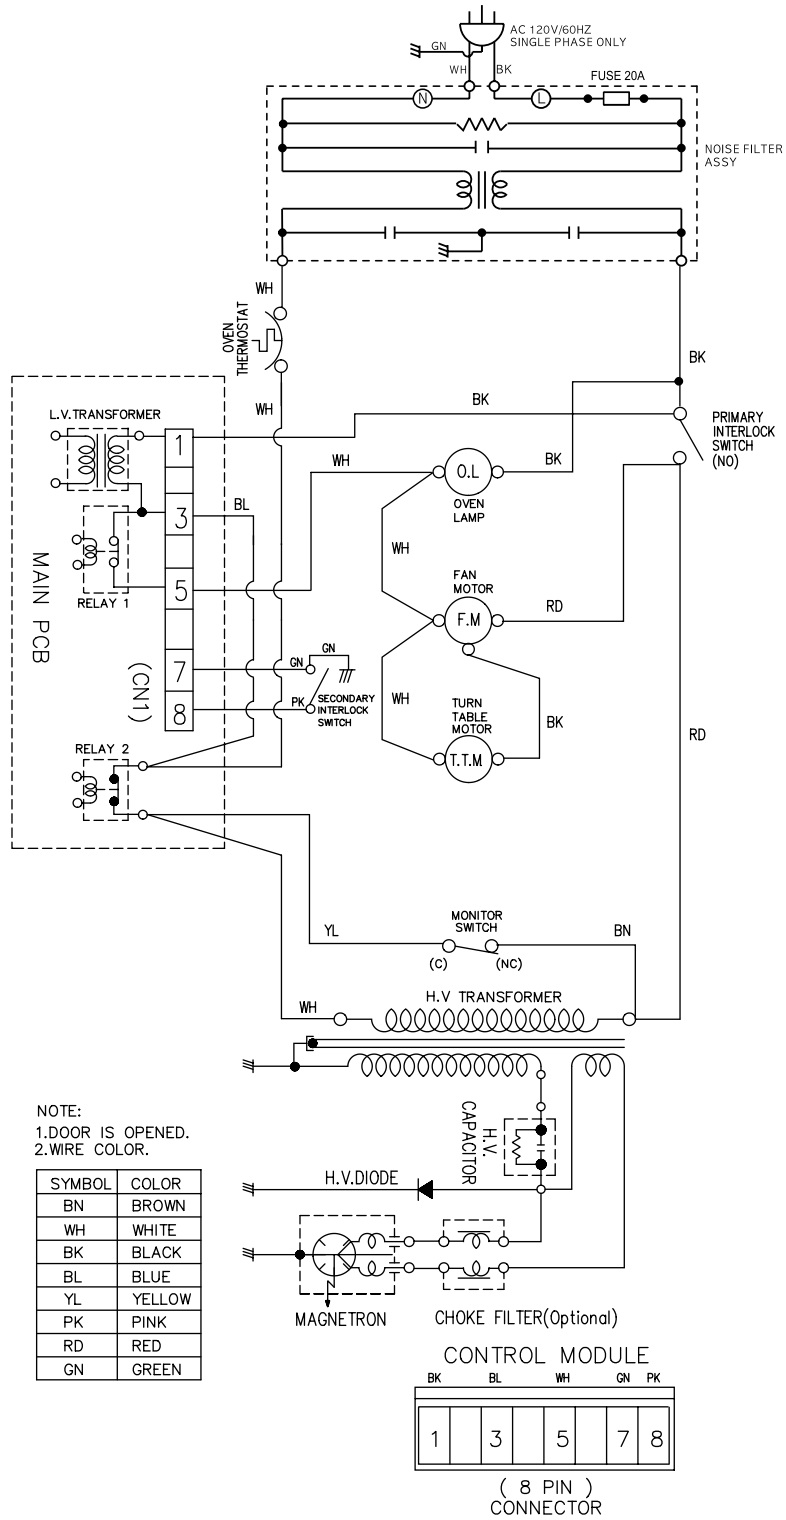 AC 120V/60HZ
SINGLE PHASE ONLY
GN
WH
BK
FUSE 20A
N
L
NOISE FILTER
ASSY
WH
OVEN
THERMOSTAT
WH
BK
BK
PRIMARY
INTERLOCK
SWITCH
(NO)
L.V.TRANSFORMER
1
WH
O.L
BK
OVEN
LAMP
3
BL
RELAY 1
5
MAIN PCB
WH
FAN
MOTOR
F.M
RD
(CN1)
7
GN
GN
8
PK
SECONDARY
INTERLOCK
SWITCH
WH
TURN
TABLE
MOTOR
T.T.M.
BK
RD
RELAY 2
YL
MONITOR
SWITCH
(C)
(NC)
BN
WH
H.V TRANSFORMER
H.V.
CAPACITOR
H.V.DIODE
MAGNETRON
CHOKE FILTER(Optional)
NOTE:
1.DOOR IS OPENED.
2.WIRE COLOR.
SYMBOL COLOR
BN BROWN
WH WHITE
BK BLACK
BL BLUE
YL YELLOW
PK PINK
RD RED
GN GREEN
CONTROL MODULE
BK BL WH GN PK
1 3 5 7 8
( 8 PIN )
CONNECTOR